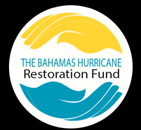 THE BAHAMAS HURRICANE
Restoration Fund